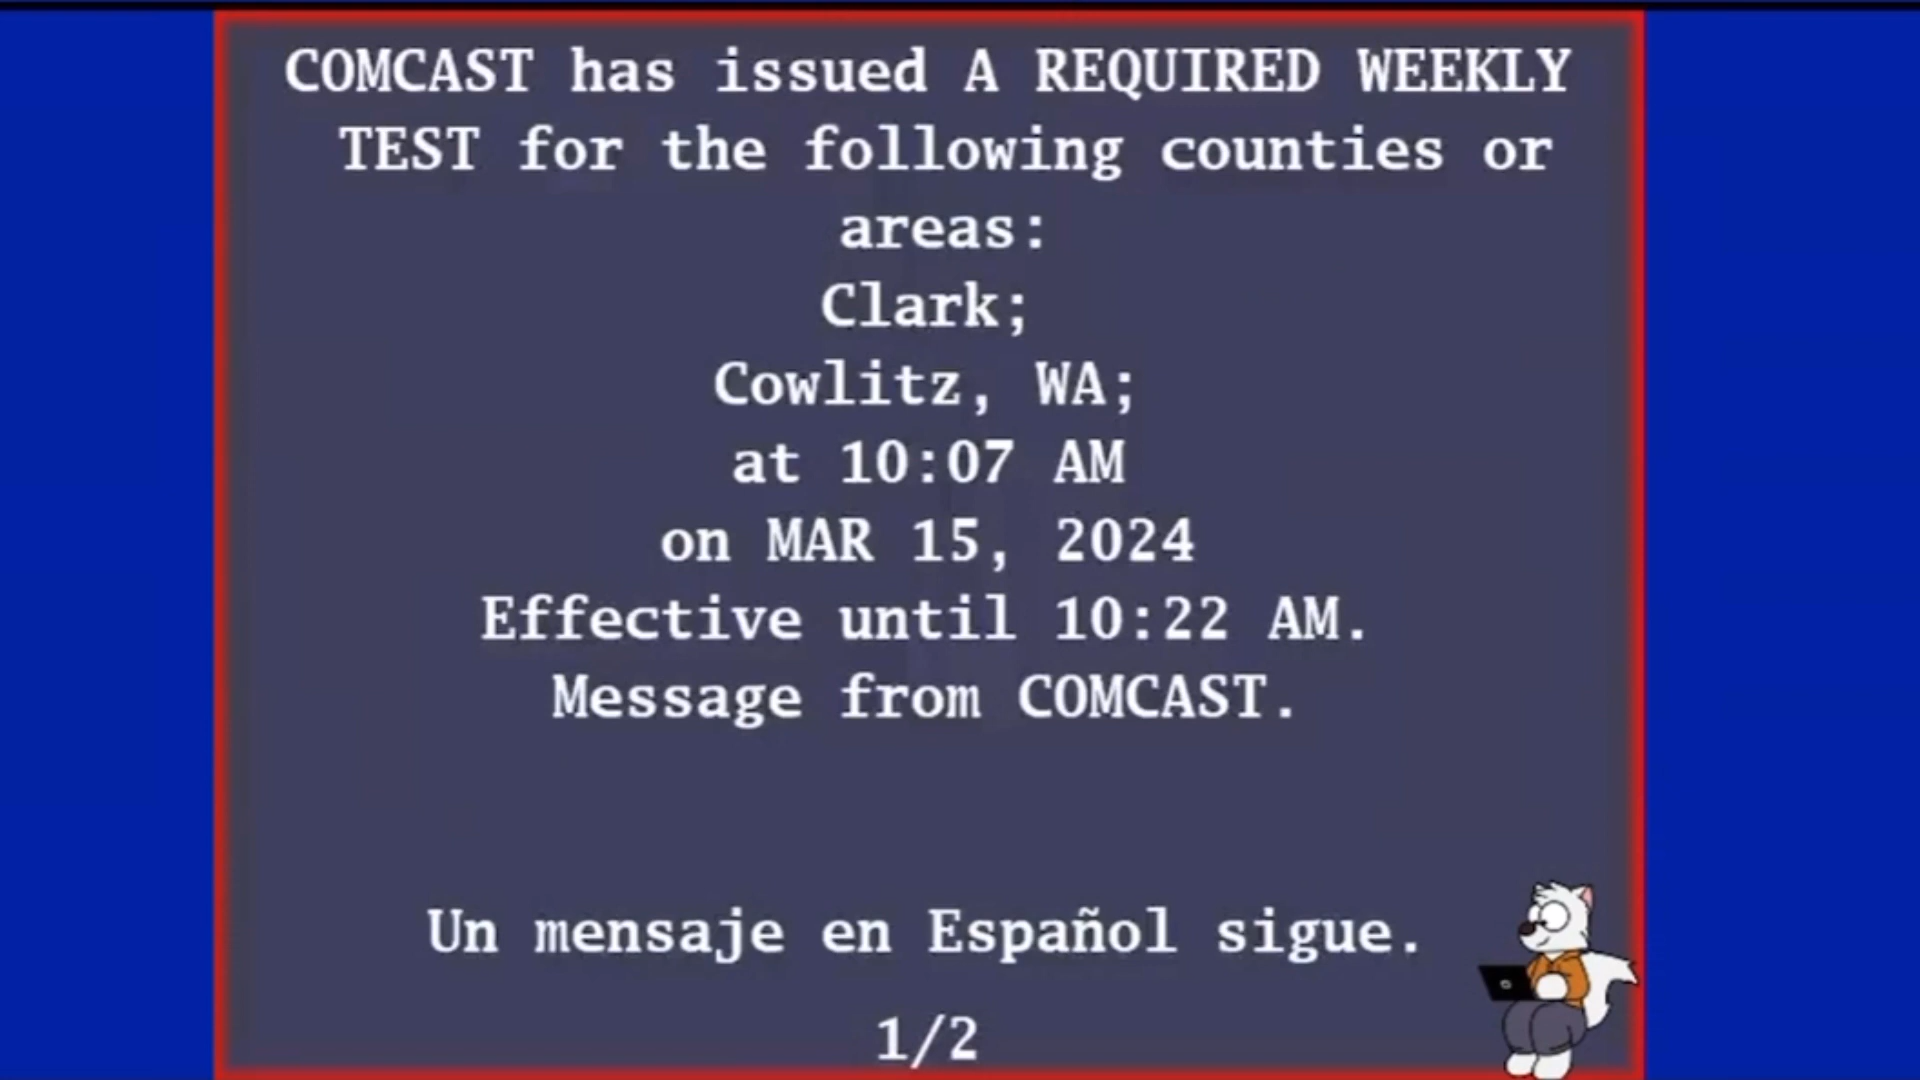 COMCAST has issued A REQUIRED WEEKLY
TEST for the following counties or
areas:
Clark;
Cowlitz, WA;
at 10:07 AM
on MAR 15, 2024
Effective until 10:22 AM.
Message from COMCAST.
Un mensaje en Español sigue.
1/2